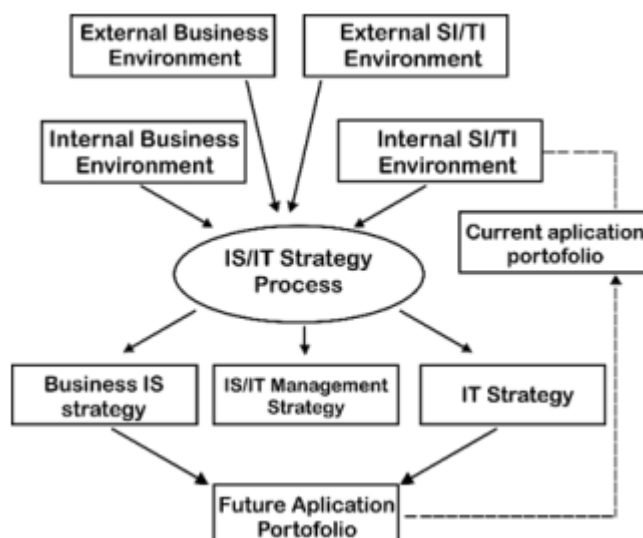 External Business
Environment
External SI/TI
Environment
Internal Business
Environment
Internal SI/TI
Environment
Current aplication
portofolio
IS/IT Strategy
Process
Business IS
strategy
IS/IT Management
Strategy
IT Strategy
Future Aplication
Portofolio